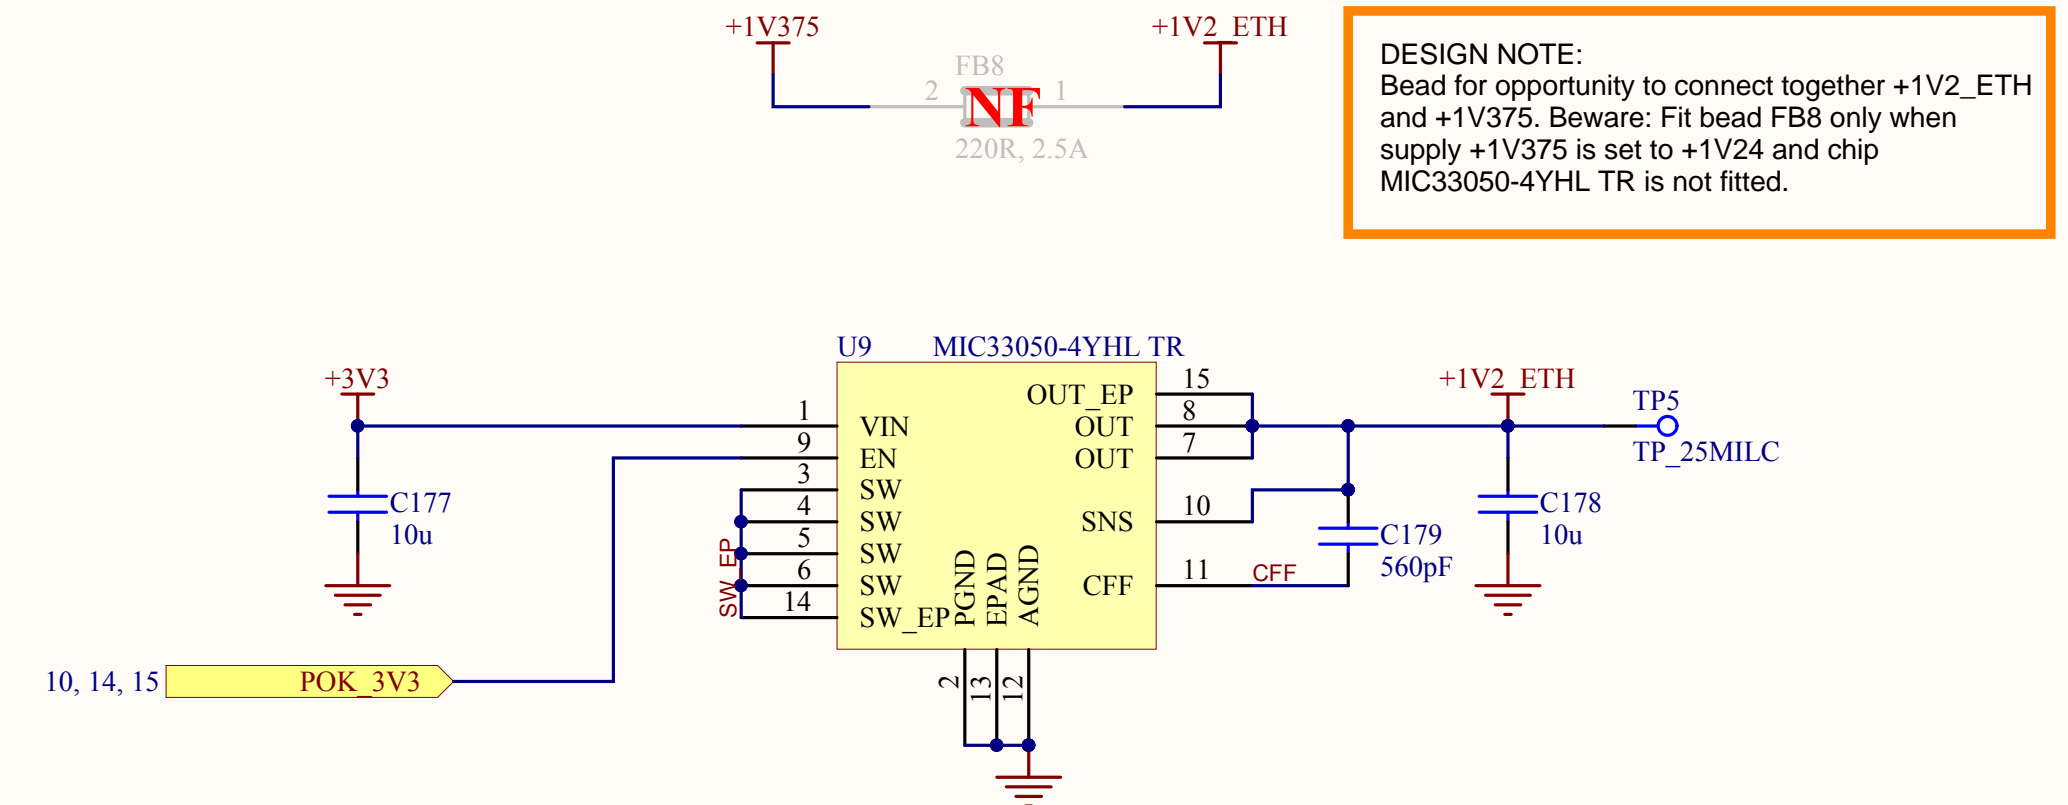 +1V375
+1V2_ETH
FB8
2
1
NF
220R, 2.5A
DESIGN NOTE:
Bead for opportunity to connect together +1V2_ETH
and +1V375. Beware: Fit bead FB8 only when
supply +1V375 is set to +1V24 and chip
MIC33050-4YHL TR is not fitted.
U9
MIC33050-4YHL TR
+3V3
C177
10u
10, 14, 15
POK_3V3
1
VIN
9
EN
3
SW
4
SW
5
SW
6
SW
14
SW_EP
SW_EP
PGND
EPAD
AGND
2
13
12
OUT_EP
15
OUT
8
OUT
7
SNS
10
CFF
11
CFF
C179
560pF
+1V2_ETH
C178
10u
TP5
TP_25MILC